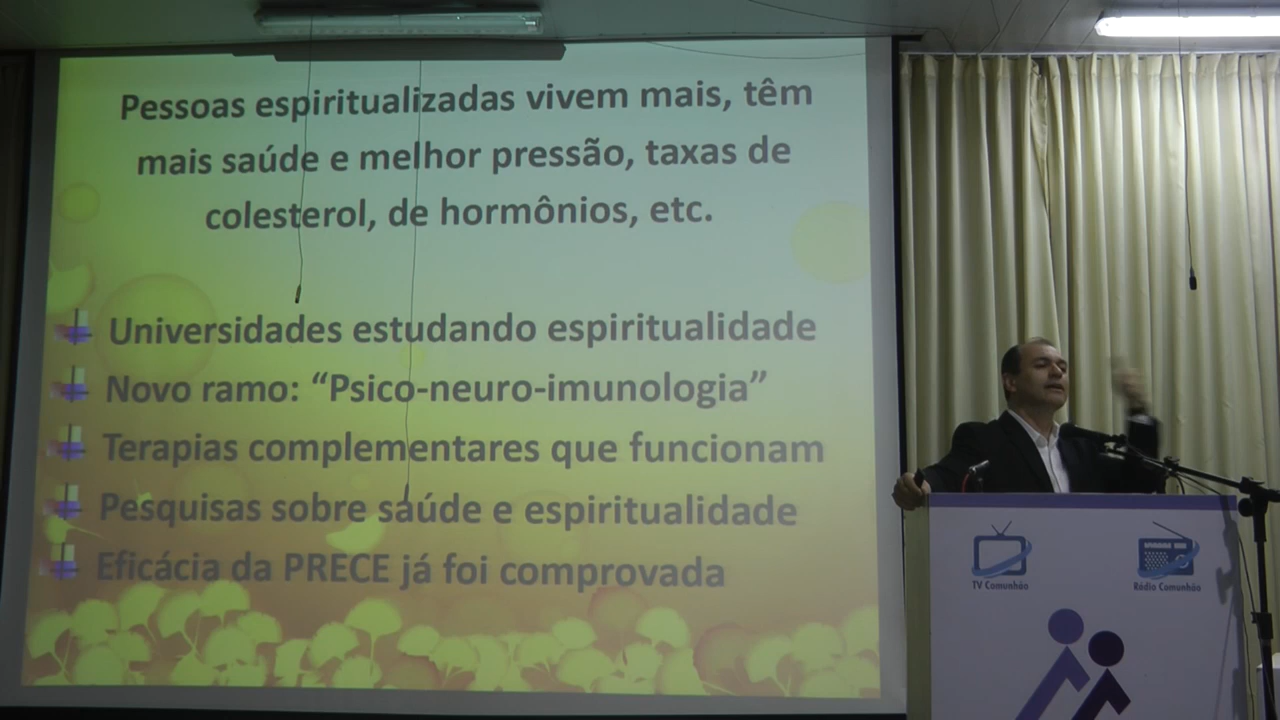 Pessoas espiritualizadas vivem mais, têm
mais saúde e melhor pressão, taxas de
colesterol, de hormônios, etc.
Universidades estudando espiritualidade
Novo ramo: “Psico-neuro-imunologia”
Terapias complementares que funcionam
Pesquisas sobre saúde e espiritualidade
Eficácia da PRECE já foi comprovada
TV Comunhão
Rádio Comunhão